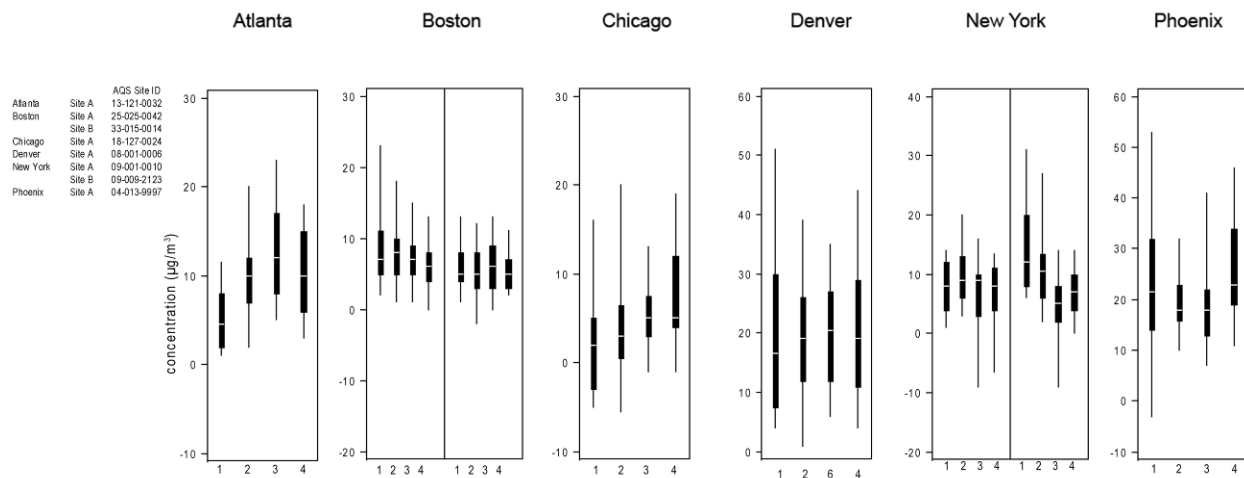 Atlanta Boston Chicago Denver New York Phoenix
AQS Site ID
Atlanta Site A 13-121-0032
Boston Site A 25-025-0042
Site B 33-015-0014
Chicago Site A 18-127-0024
Denver Site A 08-001-0006
New York Site A 09-001-0010
Site B 09-009-2123
Phoenix Site A 04-013-9997
concentration (µg/m³)
30
20
10
0
-10
1 2 3 4
30
20
10
0
-10
-20
1 2 3 4 1 2 3 4
30
20
10
0
-10
1 2 3 4
60
50
40
30
20
10
0
1 2 6 4
40
30
20
10
0
-10
-20
1 2 3 4 1 2 3 4
60
50
40
30
20
10
0
-10
1 2 3 4